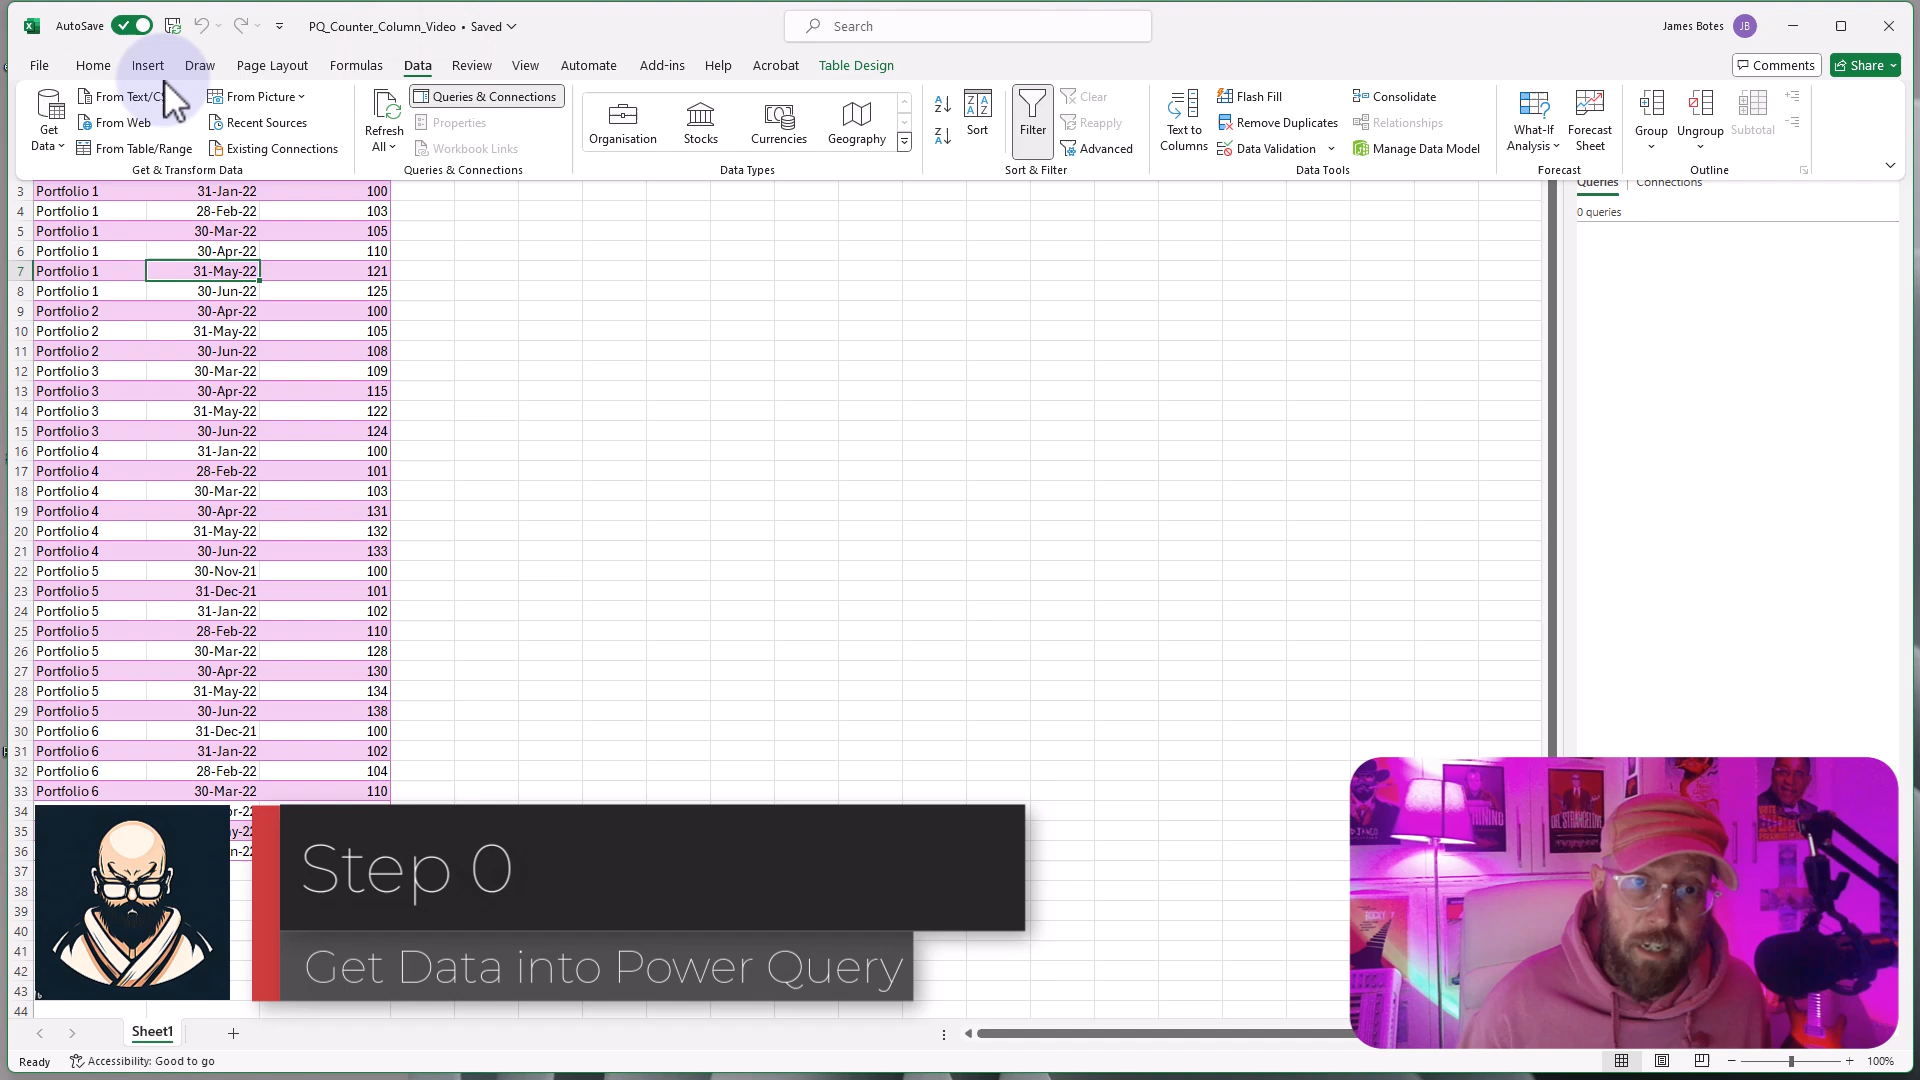 AutoSave PQ_Counter_Column_Video • Saved Search James Botes JB
File Home Insert Draw Page Layout Formulas Data Review View Automate Add-ins Help Acrobat Table Design Comments Share
Get Data
From Web
From Table/Range
From Picture
Recent Sources
Existing Connections
Get & Transform Data
Refresh All
Queries & Connections
Properties
Workbook Links
Queries & Connections
Organisation Stocks Currencies Geography
Data Types
Sort
Filter
Clear
Reapply
Advanced
Sort & Filter
Text to Columns
Flash Fill
Remove Duplicates
Data Validation
Consolidate
Relationships
Manage Data Model
Data Tools
What-If Analysis
Forecast Sheet
Forecast
Group
Ungroup
Subtotal
Outline
Queries Connections
0 queries
3 Portfolio 1 31-Jan-22 100
4 Portfolio 1 28-Feb-22 103
5 Portfolio 1 30-Mar-22 105
6 Portfolio 1 30-Apr-22 110
7 Portfolio 1 31-May-22 121
8 Portfolio 1 30-Jun-22 125
9 Portfolio 2 30-Apr-22 100
10 Portfolio 2 31-May-22 105
11 Portfolio 2 30-Jun-22 108
12 Portfolio 3 30-Mar-22 109
13 Portfolio 3 30-Apr-22 115
14 Portfolio 3 31-May-22 122
15 Portfolio 3 30-Jun-22 124
16 Portfolio 4 31-Jan-22 100
17 Portfolio 4 28-Feb-22 101
18 Portfolio 4 30-Mar-22 103
19 Portfolio 4 30-Apr-22 131
20 Portfolio 4 31-May-22 132
21 Portfolio 4 30-Jun-22 133
22 Portfolio 5 30-Nov-21 100
23 Portfolio 5 31-Dec-21 101
24 Portfolio 5 31-Jan-22 102
25 Portfolio 5 28-Feb-22 110
26 Portfolio 5 30-Mar-22 128
27 Portfolio 5 30-Apr-22 130
28 Portfolio 5 31-May-22 134
29 Portfolio 5 30-Jun-22 138
30 Portfolio 6 31-Dec-21 100
31 Portfolio 6 31-Jan-22 102
32 Portfolio 6 28-Feb-22 104
33 Portfolio 6 30-Mar-22 110
34
35
36
37
38
39
40
41
42
43
44
Step 0
Get Data into Power Query
Sheet1
Ready Accessibility: Good to go 100%